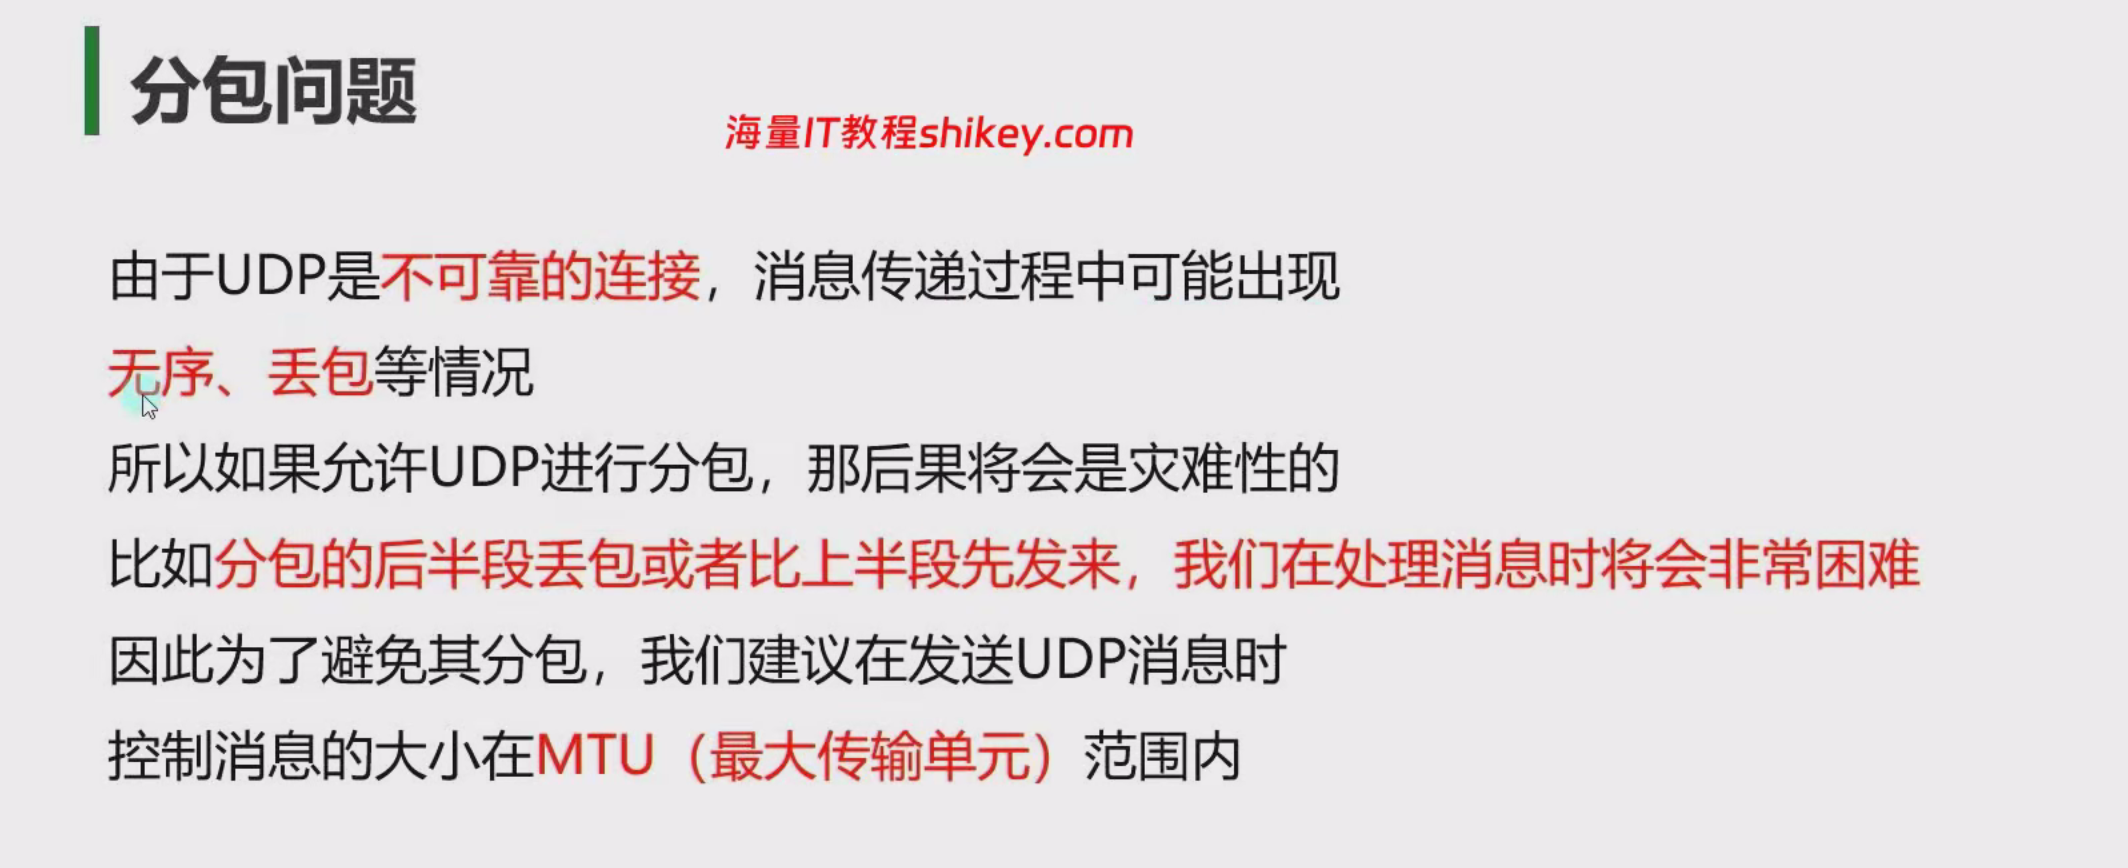 分包问题
海量IT教程shikey.com
由于UDP是不可靠的连接，消息传递过程中可能出现
无序、丢包等情况
所以如果允许UDP进行分包，那后果将会是灾难性的
比如分包的后半段丢包或者比上半段先发来，我们在处理消息时将会非常困难
因此为了避免其分包，我们建议在发送UDP消息时
控制消息的大小在MTU（最大传输单元）范围内